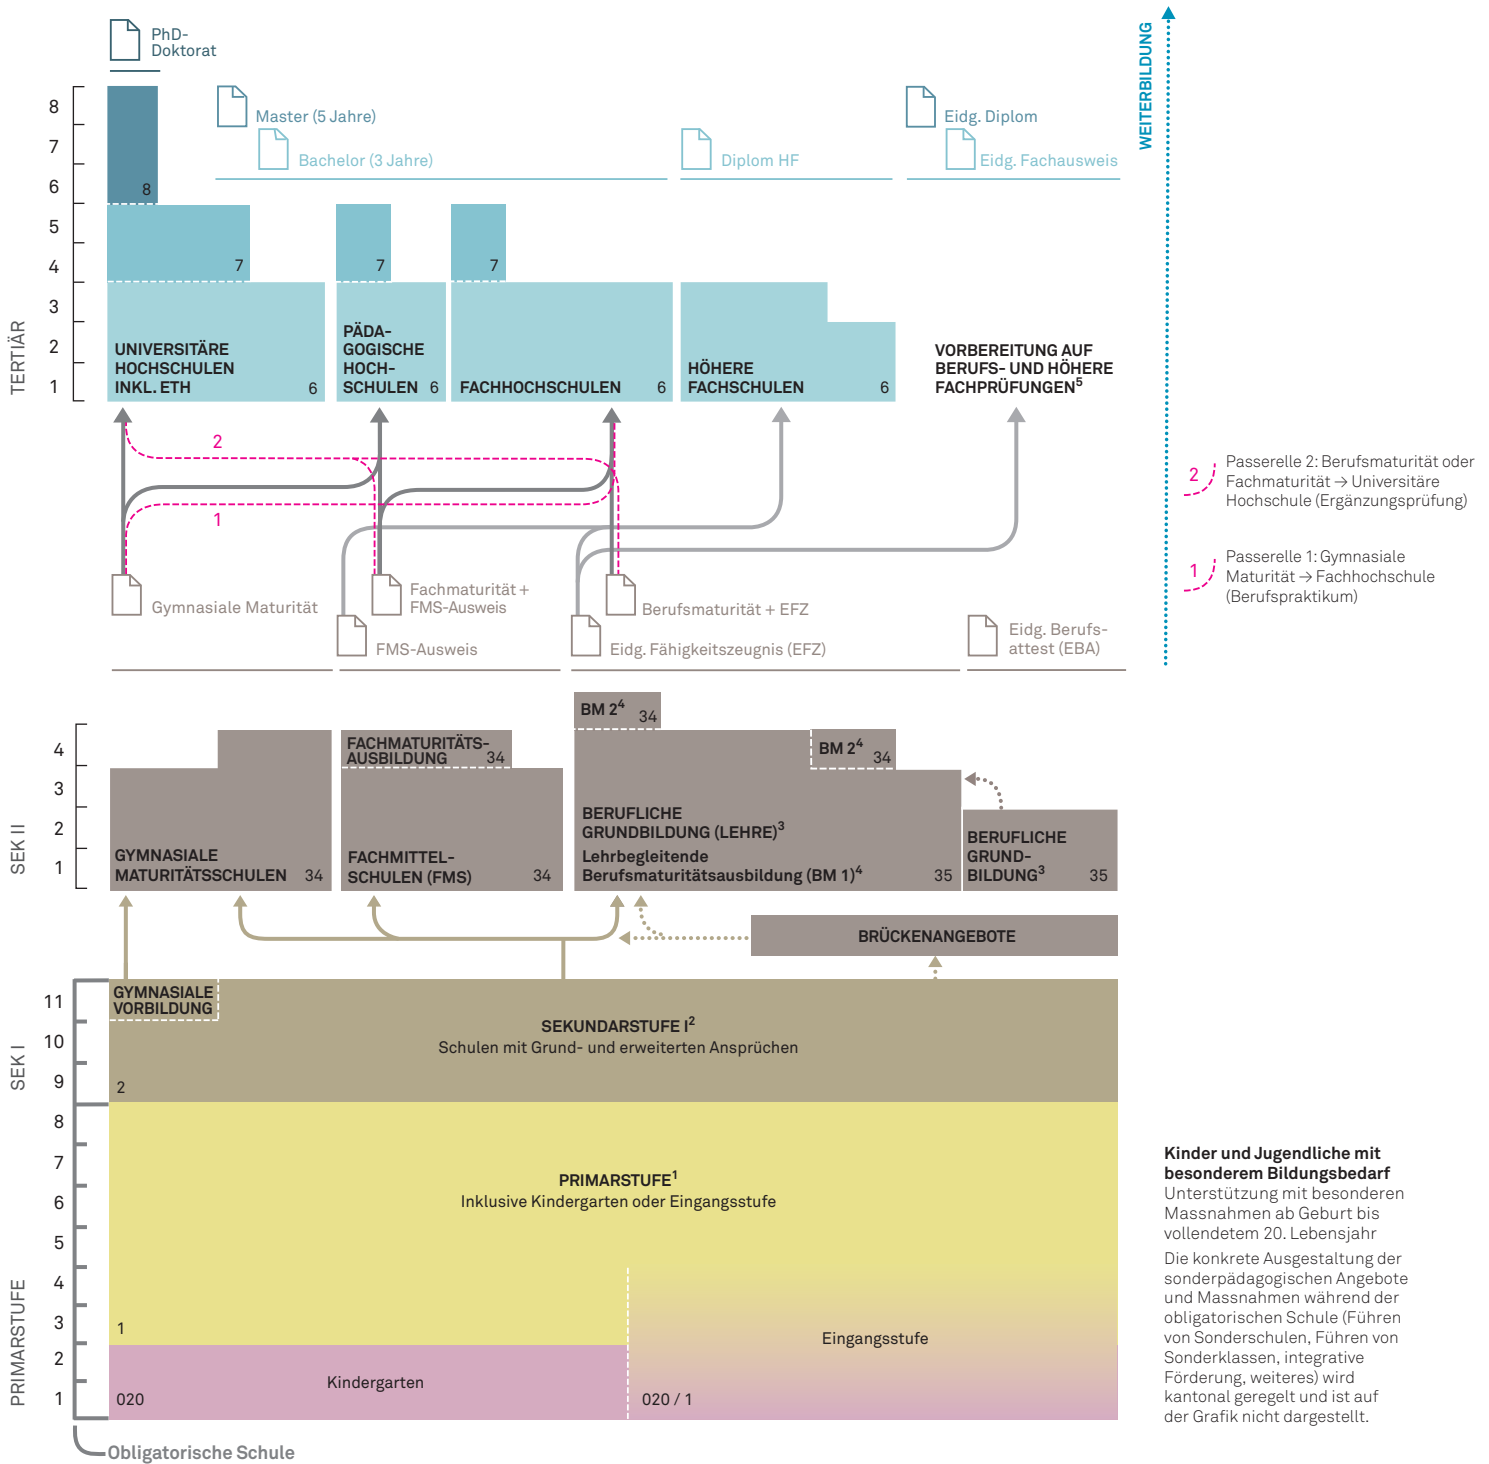 PhD-
Doktorat
Master (5 Jahre)
Bachelor (3 Jahre)
Diplom HF
Eidg. Diplom
Eidg. Fachausweis
WEITERBILDUNG
TERTIÄR
8
7
6
5
4
3
2
1
8
7
7
7
UNIVERSITÄRE
HOCHSCHULEN
INKL. ETH
6
PÄDA-
GOGISCHE
HOCH-
SCHULEN 6
FACHHOCHSCHULEN
6
HÖHERE
FACHSCHULEN
6
VORBEREITUNG AUF
BERUFS- UND HÖHERE
FACHPRÜFUNGEN⁵
2
1
2
Passerelle 2: Berufsmaturität oder
Fachmaturität → Universitäre
Hochschule (Ergänzungsprüfung)
1
Passerelle 1: Gymnasiale
Maturität → Fachhochschule
(Berufspraktikum)
Gymnasiale Maturität
Fachmaturität +
FMS-Ausweis
FMS-Ausweis
Berufsmaturität + EFZ
Eidg. Fähigkeitszeugnis (EFZ)
Eidg. Berufs-
attest (EBA)
SEK II
4
3
2
1
GYMNASIALE
MATURITÄTSSCHULEN 34
FACHMATURITÄTS-
AUSBILDUNG 34
FACHMITTEL-
SCHULEN (FMS) 34
BM 2⁴ 34
BM 2⁴ 34
BERUFLICHE
GRUNDBILDUNG (LEHRE)³
Lehrbegleitende
Berufsmaturitätsausbildung (BM 1)⁴ 35
BERUFLICHE
GRUND-
BILDUNG³ 35
BRÜCKENANGEBOTE
SEK I
11
10
9
GYMNASIALE
VORBILDUNG
SEKUNDARSTUFE I²
Schulen mit Grund- und erweiterten Ansprüchen
2
PRIMARSTUFE
8
7
6
5
4
3
2
1
PRIMARSTUFE¹
Inklusive Kindergarten oder Eingangsstufe
1
Kindergarten
020
Eingangsstufe
020 / 1
Obligatorische Schule
Kinder und Jugendliche mit
besonderem Bildungsbedarf
Unterstützung mit besonderen
Massnahmen ab Geburt bis
vollendetem 20. Lebensjahr
Die konkrete Ausgestaltung der
sonderpädagogischen Angebote
und Massnahmen während der
obligatorischen Schule (Führen
von Sonderschulen, Führen von
Sonderklassen, integrative
Förderung, weiteres) wird
kantonal geregelt und ist auf
der Grafik nicht dargestellt.